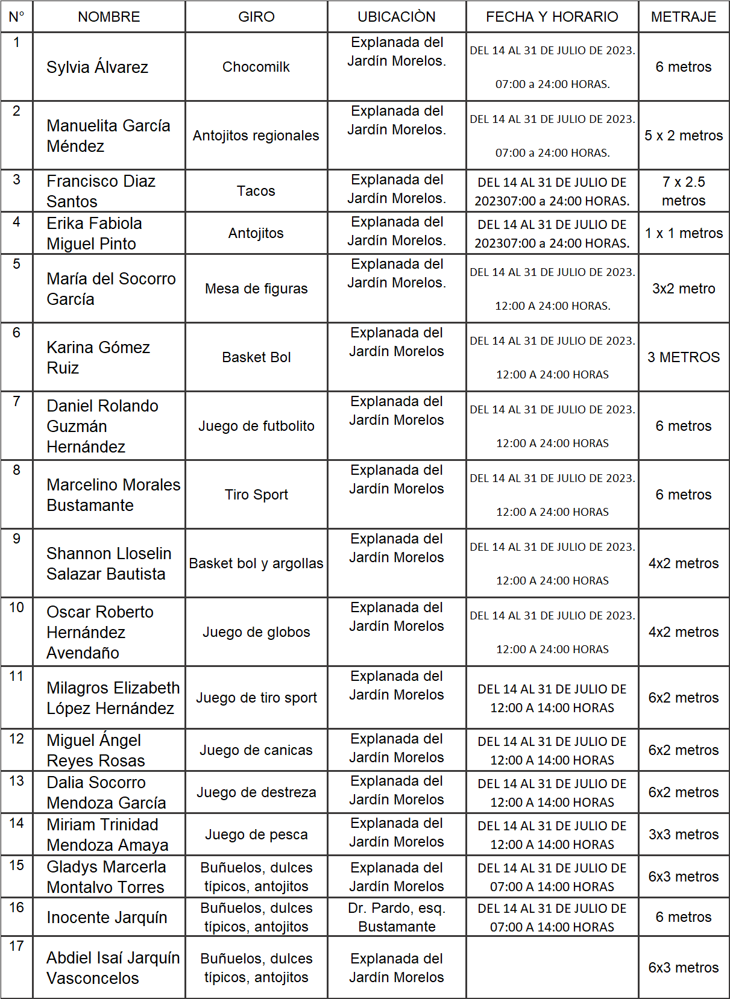 N° NOMBRE GIRO UBICACIÒN FECHA Y HORARIO METRAJE
1
Sylvia Álvarez
Chocomilk
Explanada del
Jardín Morelos.
DEL 14 AL 31 DE JULIO DE 2023.
07:00 a 24:00 HORAS.
6 metros
2
Manuelita García
Méndez
Antojitos regionales
Explanada del
Jardín Morelos.
DEL 14 AL 31 DE JULIO DE 2023.
07:00 a 24:00 HORAS.
5 x 2 metros
3
Francisco Diaz
Santos
Tacos
Explanada del
Jardín Morelos.
DEL 14 AL 31 DE JULIO DE
202307:00 a 24:00 HORAS.
7 x 2.5
metros
4
Erika Fabiola
Miguel Pinto
Antojitos
Explanada del
Jardín Morelos.
DEL 14 AL 31 DE JULIO DE
202307:00 a 24:00 HORAS.
1 x 1 metros
5
María del Socorro
García
Mesa de figuras
Explanada del
Jardín Morelos.
DEL 14 AL 31 DE JULIO DE 2023.
12:00 A 24:00 HORAS.
3x2 metro
6
Karina Gómez
Ruiz
Basket Bol
Explanada del
Jardín Morelos
DEL 14 AL 31 DE JULIO DE 2023.
12:00 A 24:00 HORAS
3 METROS
7
Daniel Rolando
Guzmán
Hernández
Juego de futbolito
Explanada del
Jardín Morelos
DEL 14 AL 31 DE JULIO DE 2023.
12:00 A 24:00 HORAS
6 metros
8
Marcelino Morales
Bustamante
Tiro Sport
Explanada del
Jardín Morelos
DEL 14 AL 31 DE JULIO DE 2023.
12:00 A 24:00 HORAS
6 metros
9
Shannon Lloselin
Salazar Bautista
Basket bol y argollas
Explanada del
Jardín Morelos
DEL 14 AL 31 DE JULIO DE 2023.
12:00 A 24:00 HORAS
4x2 metros
10
Oscar Roberto
Hernández
Avendaño
Juego de globos
Explanada del
Jardín Morelos
DEL 14 AL 31 DE JULIO DE 2023.
12:00 A 24:00 HORAS
4x2 metros
11
Milagros Elizabeth
López Hernández
Juego de tiro sport
Explanada del
Jardín Morelos
DEL 14 AL 31 DE JULIO DE
12:00 A 14:00 HORAS
6x2 metros
12
Miguel Ángel
Reyes Rosas
Juego de canicas
Explanada del
Jardín Morelos
DEL 14 AL 31 DE JULIO DE
12:00 A 14:00 HORAS
6x2 metros
13
Dalia Socorro
Mendoza García
Juego de destreza
Explanada del
Jardín Morelos
DEL 14 AL 31 DE JULIO DE
12:00 A 14:00 HORAS
6x2 metros
14
Miriam Trinidad
Mendoza Amaya
Juego de pesca
Explanada del
Jardín Morelos
DEL 14 AL 31 DE JULIO DE
12:00 A 14:00 HORAS
3x3 metros
15
Gladys Marcerla
Montalvo Torres
Buñuelos, dulces
típicos, antojitos
Explanada del
Jardín Morelos
DEL 14 AL 31 DE JULIO DE
07:00 A 14:00 HORAS
6x3 metros
16
Inocente Jarquín
Buñuelos, dulces
típicos, antojitos
Dr. Pardo, esq.
Bustamante
DEL 14 AL 31 DE JULIO DE
07:00 A 14:00 HORAS
6 metros
17
Abdiel Isaí Jarquín
Vasconcelos
Buñuelos, dulces
típicos, antojitos
Explanada del
Jardín Morelos
6x3 metros